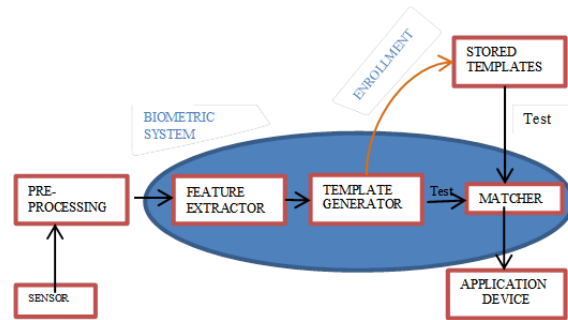 ENROLLMENT
STORED
TEMPLATES
BIOMETRIC
SYSTEM
Test
PRE-
PROCESSING
FEATURE
EXTRACTOR
TEMPLATE
GENERATOR
Test
MATCHER
SENSOR
APPLICATION
DEVICE